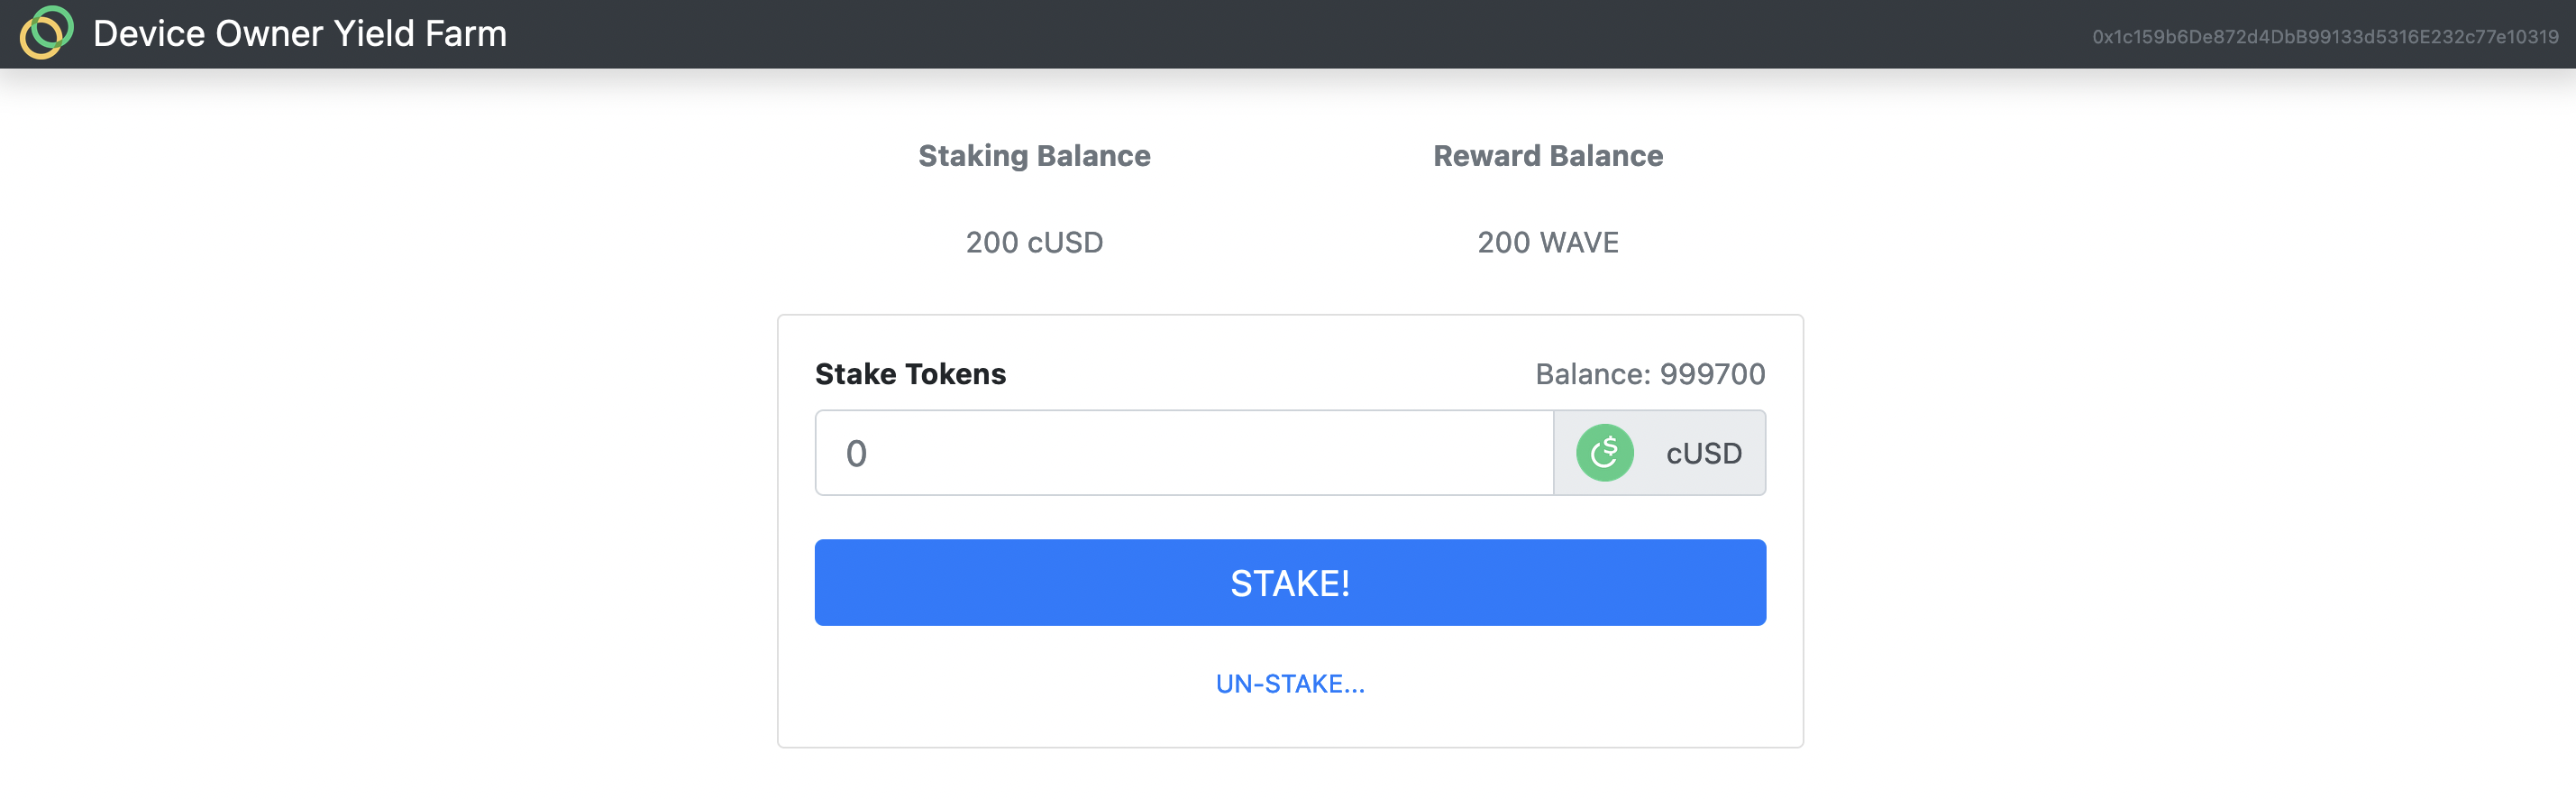 Device Owner Yield Farm
0x1c159b6De872d4DbB99133d5316E232c77e10319
Staking Balance Reward Balance
200 cUSD 200 WAVE
Stake Tokens Balance: 999700
0 cUSD
STAKE!
UN-STAKE...